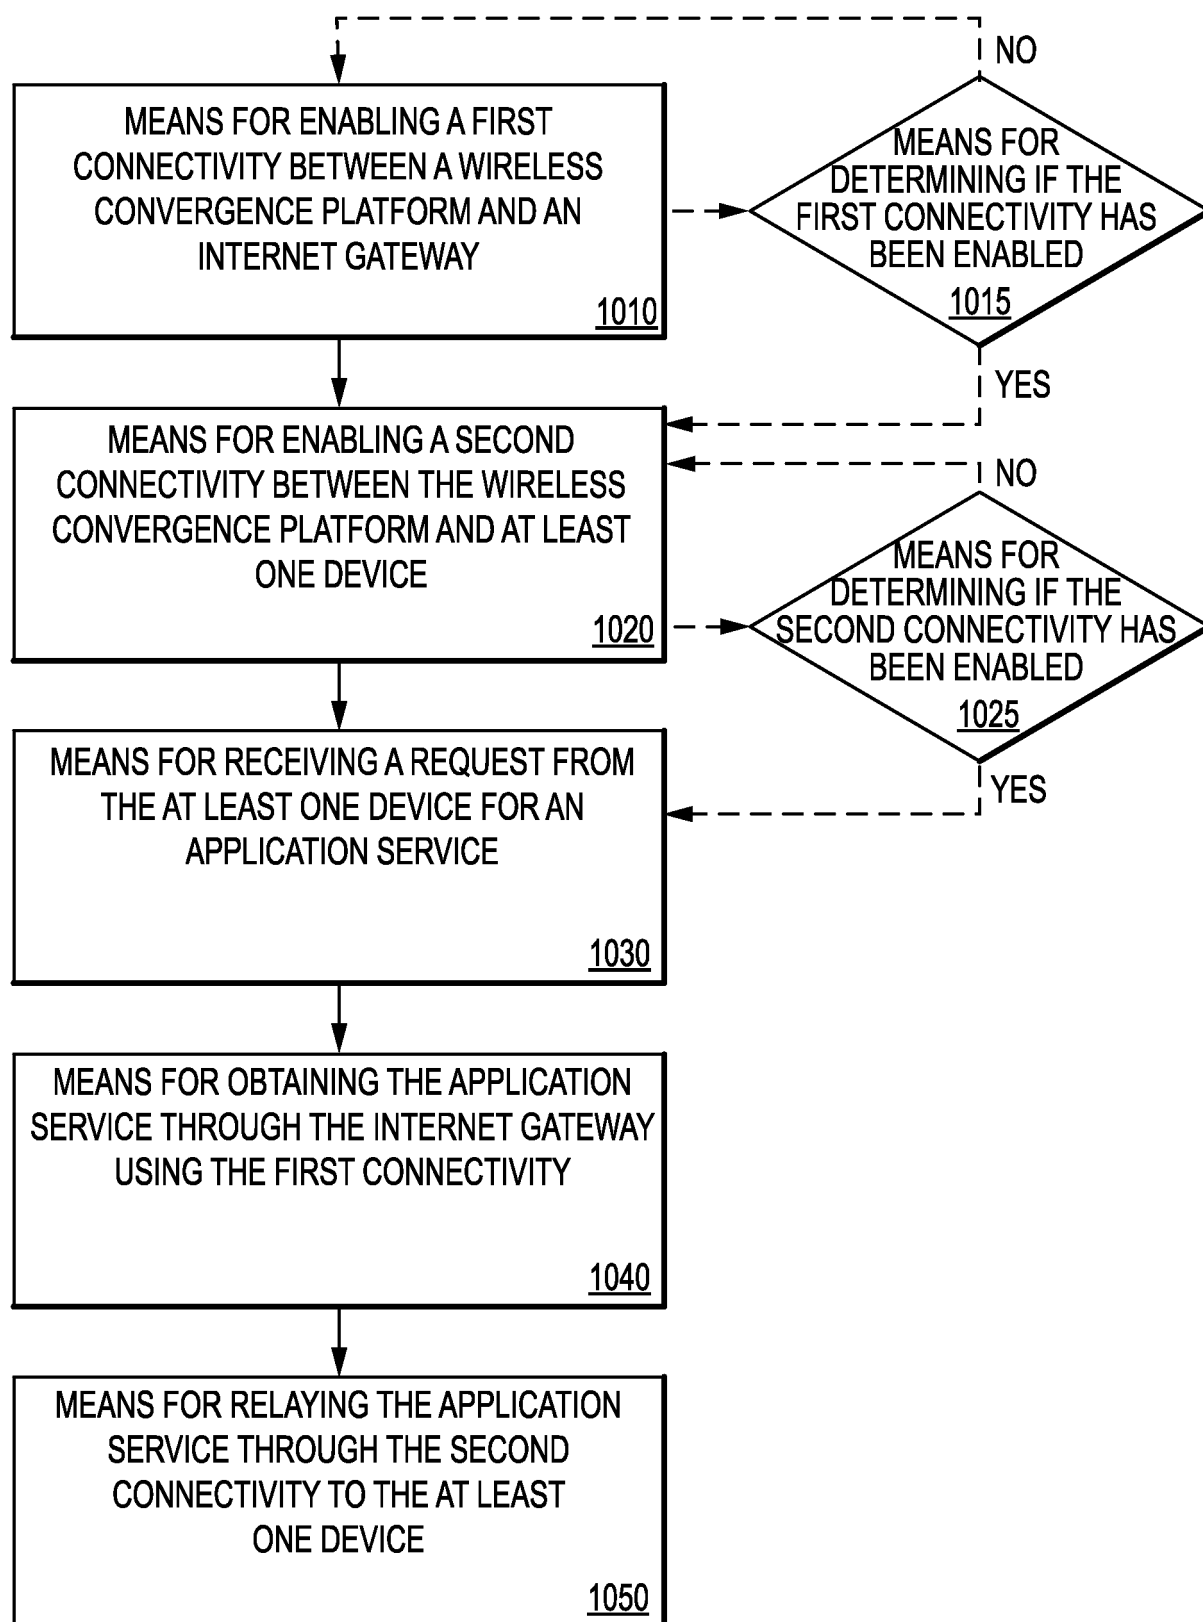 MEANS FOR ENABLING A FIRST
CONNECTIVITY BETWEEN A WIRELESS
CONVERGENCE PLATFORM AND AN
INTERNET GATEWAY
1010
NO
MEANS FOR
DETERMINING IF THE
FIRST CONNECTIVITY HAS
BEEN ENABLED
1015
YES
MEANS FOR ENABLING A SECOND
CONNECTIVITY BETWEEN THE WIRELESS
CONVERGENCE PLATFORM AND AT LEAST
ONE DEVICE
1020
NO
MEANS FOR
DETERMINING IF THE
SECOND CONNECTIVITY HAS
BEEN ENABLED
1025
YES
MEANS FOR RECEIVING A REQUEST FROM
THE AT LEAST ONE DEVICE FOR AN
APPLICATION SERVICE
1030
MEANS FOR OBTAINING THE APPLICATION
SERVICE THROUGH THE INTERNET GATEWAY
USING THE FIRST CONNECTIVITY
1040
MEANS FOR RELAYING THE APPLICATION
SERVICE THROUGH THE SECOND
CONNECTIVITY TO THE AT LEAST
ONE DEVICE
1050